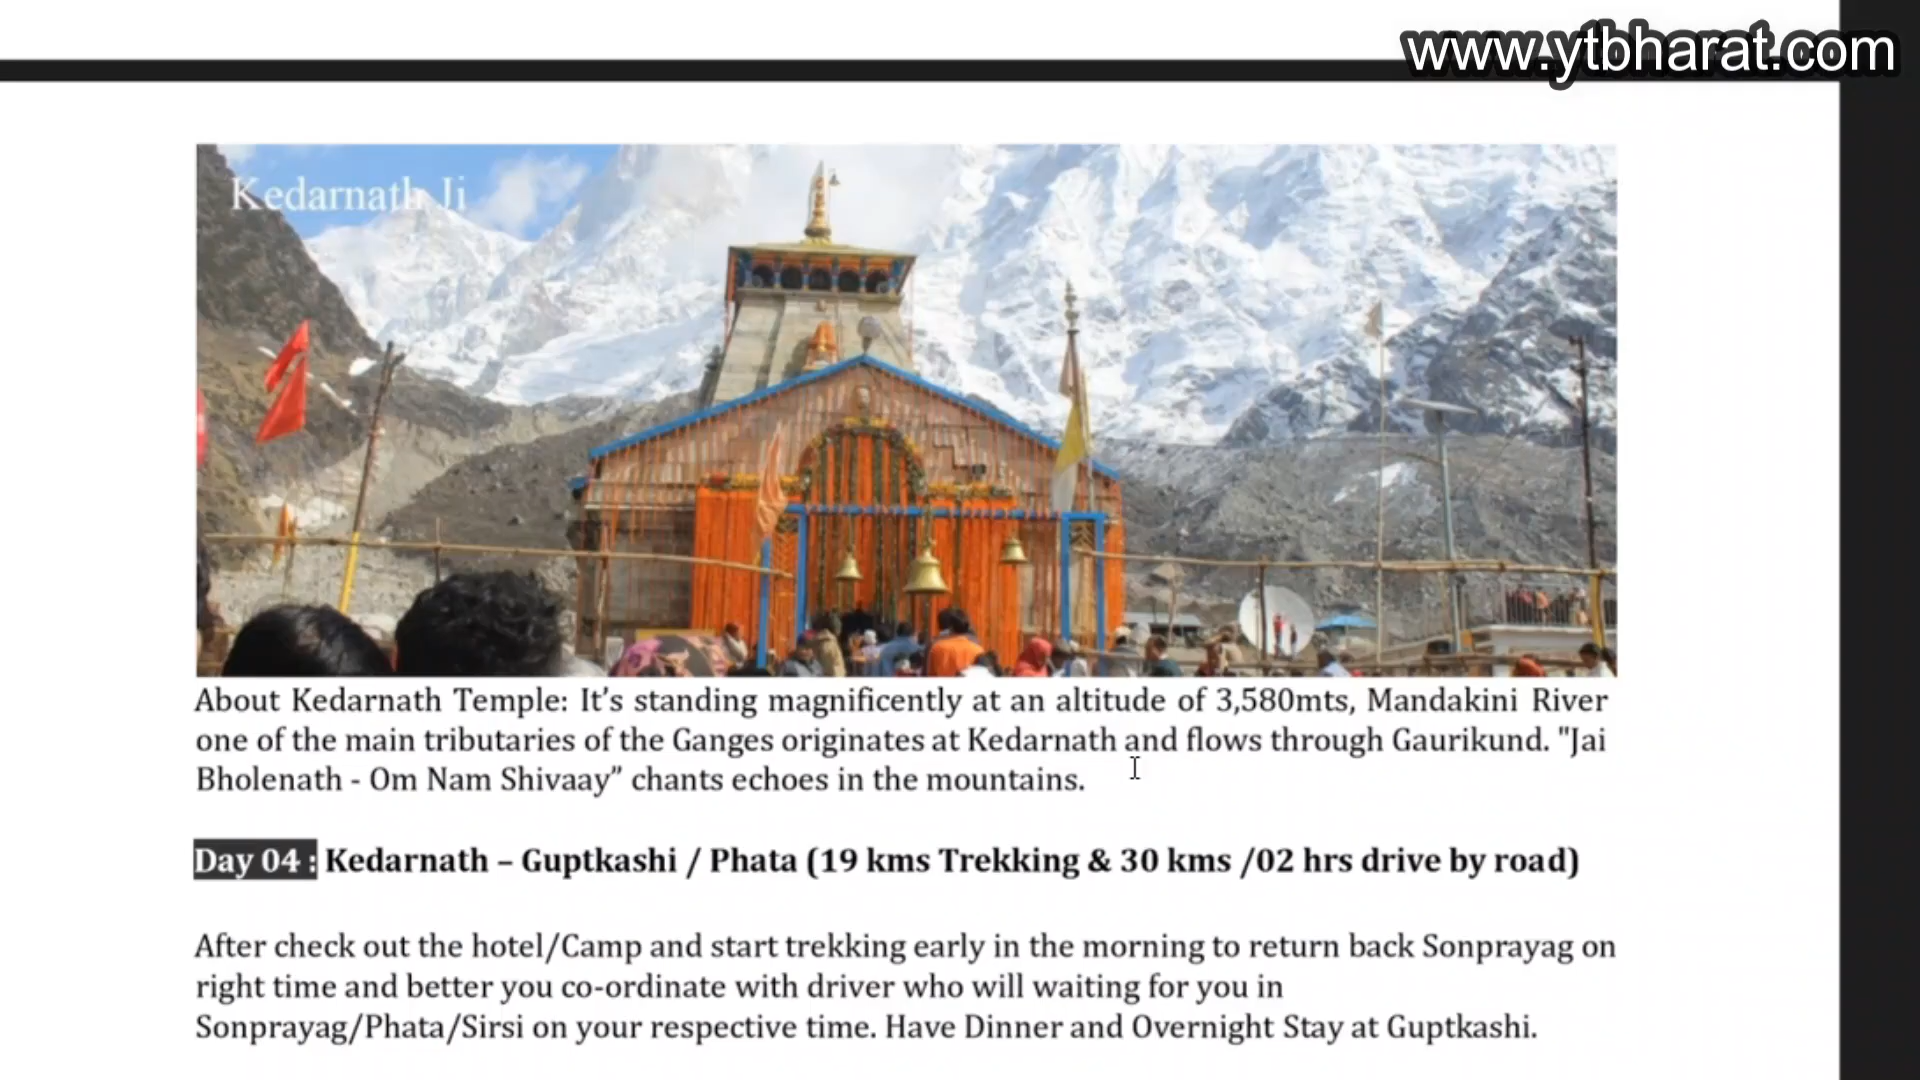 www.ytbharat.com
Kedarnath Ji
About Kedarnath Temple: It’s standing magnificently at an altitude of 3,580mts, Mandakini River
one of the main tributaries of the Ganges originates at Kedarnath and flows through Gaurikund. "Jai
Bholenath - Om Nam Shivaay” chants echoes in the mountains.
Day 04 : Kedarnath – Guptkashi / Phata (19 kms Trekking & 30 kms /02 hrs drive by road)
After check out the hotel/Camp and start trekking early in the morning to return back Sonprayag on
right time and better you co-ordinate with driver who will waiting for you in
Sonprayag/Phata/Sirsi on your respective time. Have Dinner and Overnight Stay at Guptkashi.